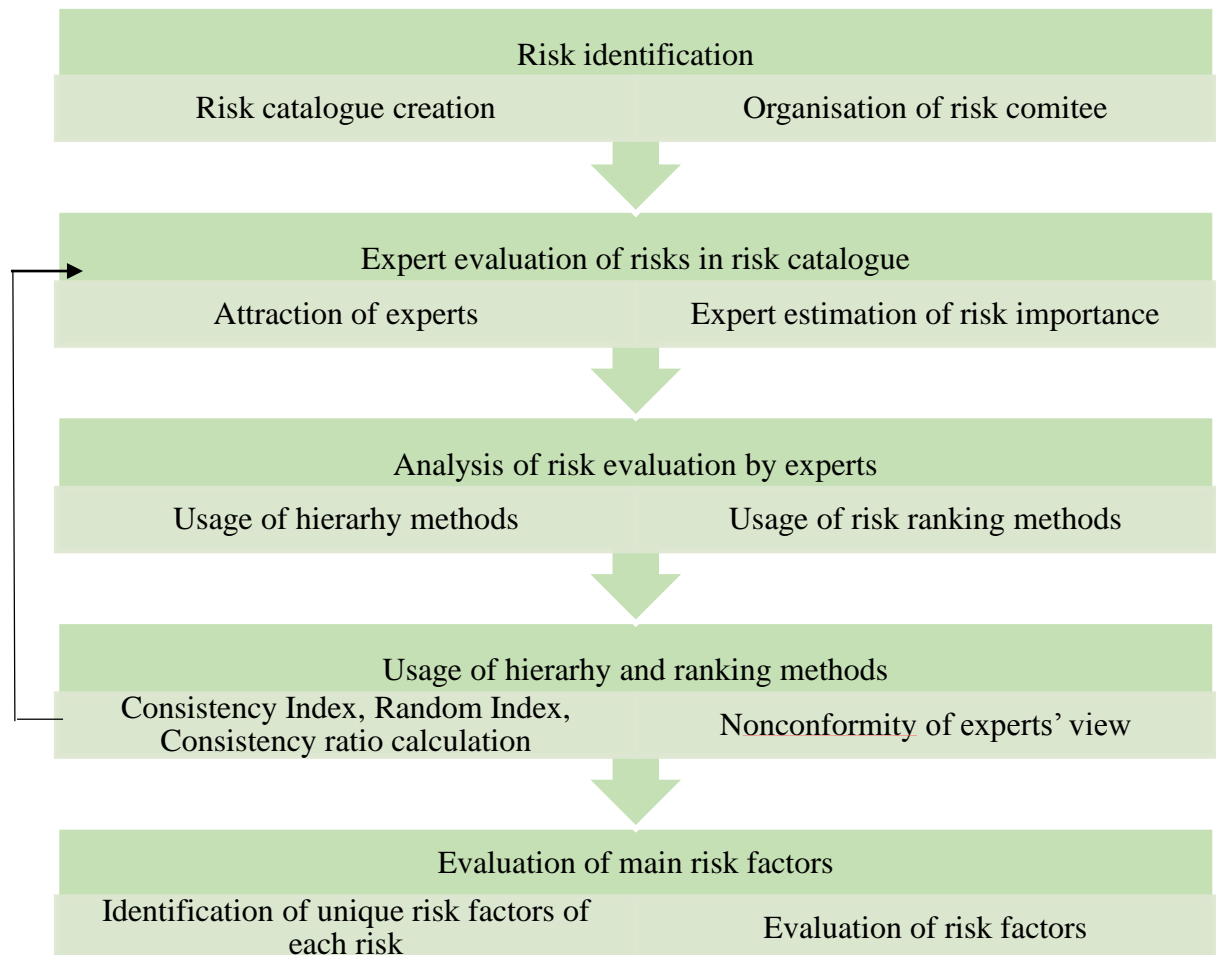 Risk identification
Risk catalogue creation
Organisation of risk comitee
Expert evaluation of risks in risk catalogue
Attraction of experts
Expert estimation of risk importance
Analysis of risk evaluation by experts
Usage of hierarhy methods
Usage of risk ranking methods
Usage of hierarhy and ranking methods
Consistency Index, Random Index,
Consistency ratio calculation
Nonconformity of experts’ view
Evaluation of main risk factors
Identification of unique risk factors of
each risk
Evaluation of risk factors